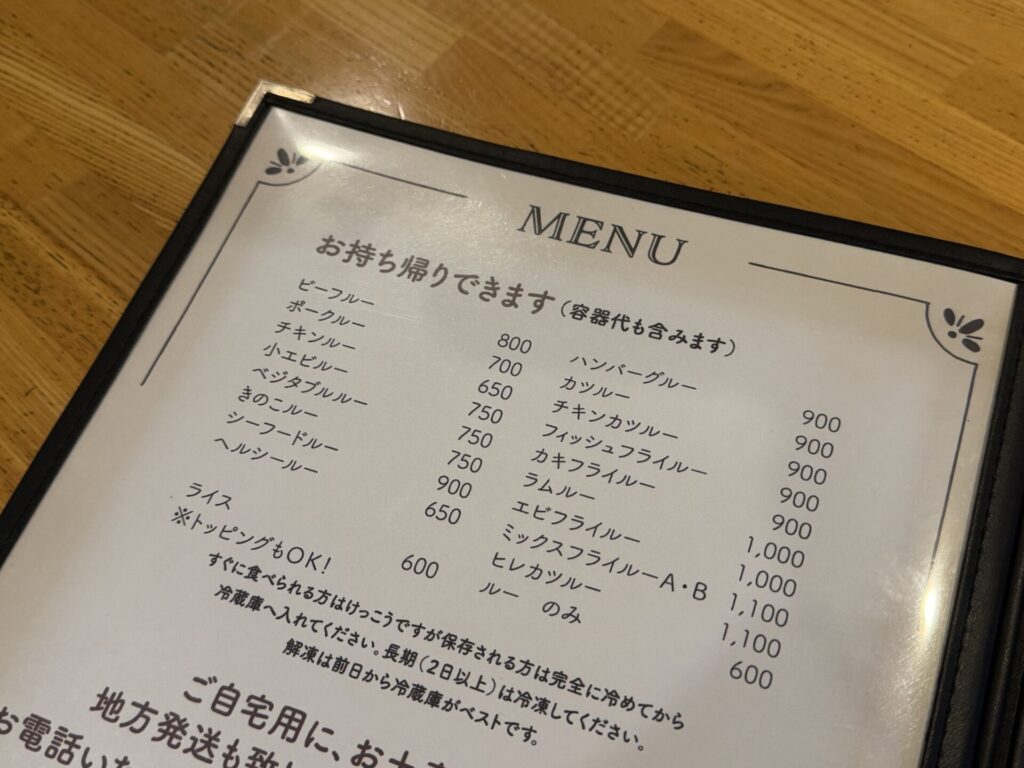 MENU
お持ち帰りできます（容器代も含みます）
ビーフルー 800
ポークルー 700
チキンルー 650
小エビルー 750
ベジタブルルー 750
きのこルー 750
シーフードルー 900
ヘルシールー 650
ライス 600
※トッピングもOK！
ハンバーグルー 900
カツルー 900
チキンカツルー 900
フィッシュフライルー 900
カキフライルー 900
ラムルー 1,000
エビフライルー 1,000
ミックスフライルーA・B 1,100
ヒレカツルー 1,100
ルー のみ 600
すぐに食べられる方はけっこうですが保存される方は完全に冷めてから
冷蔵庫へ入れてください。長期（2日以上）は冷凍してください。
解凍は前日から冷蔵庫がベストです。
ご自宅用に、お土
地方発送も致
お電話いた